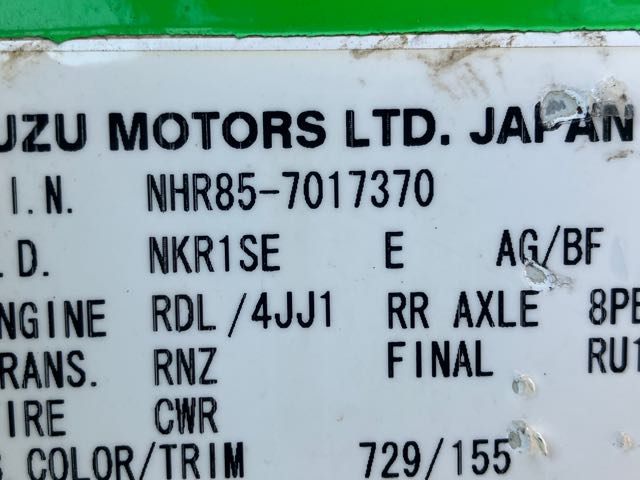 UZU MOTORS LTD. JAPAN
I.N. NHR85-7017370
.D. NKR1SE E AG/BF
NGINE RDL/4JJ1 RR AXLE 8PE
RANS. RNZ FINAL RU1
IRE CWR
COLOR/TRIM 729/155